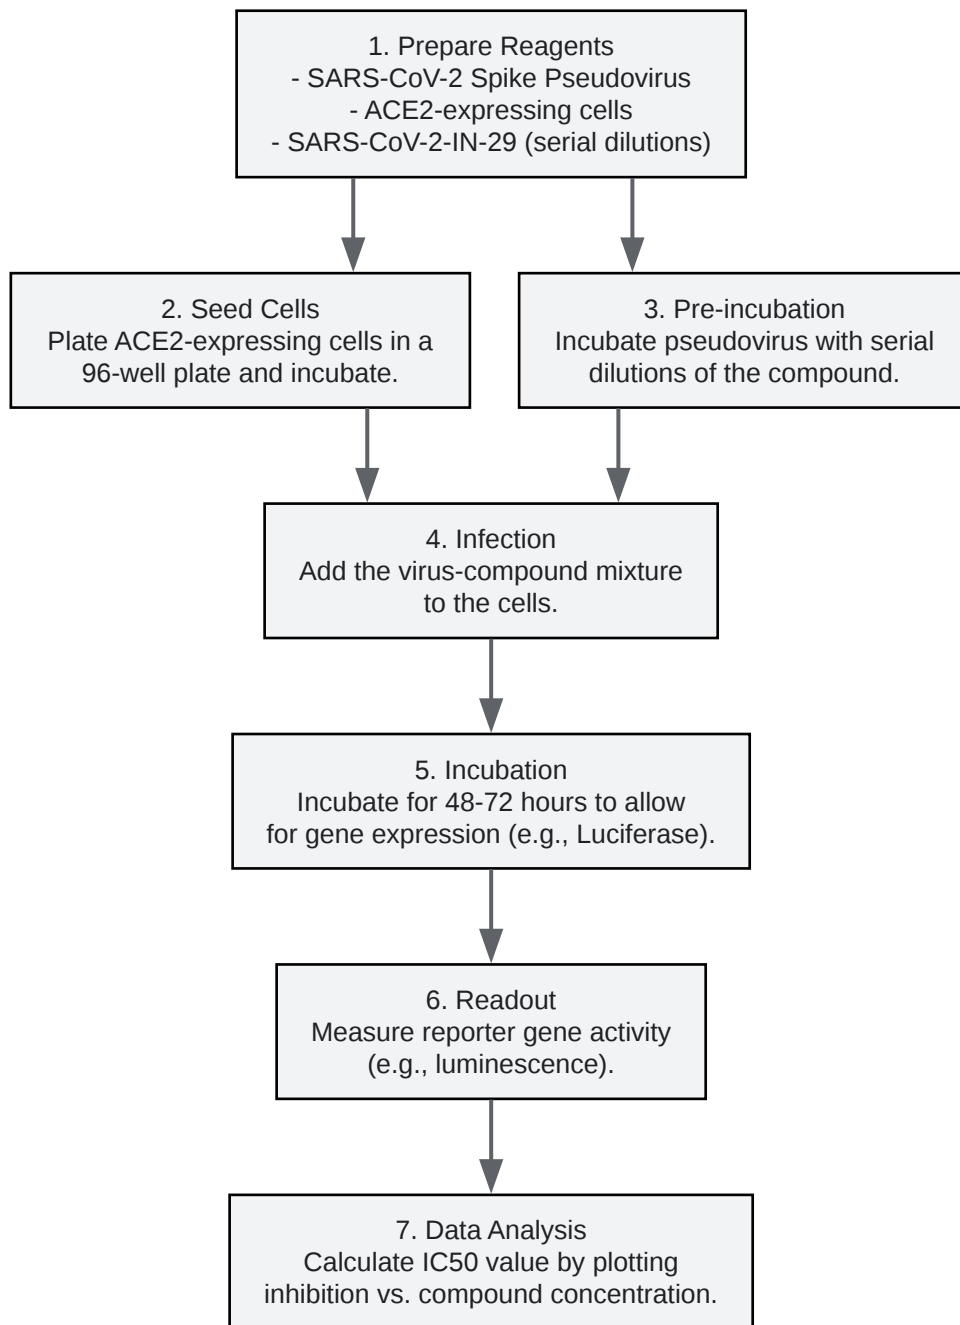 1. Prepare Reagents
- SARS-CoV-2 Spike Pseudovirus
- ACE2-expressing cells
- SARS-CoV-2-IN-29 (serial dilutions)
2. Seed Cells
Plate ACE2-expressing cells in a
96-well plate and incubate.
3. Pre-incubation
Incubate pseudovirus with serial
dilutions of the compound.
4. Infection
Add the virus-compound mixture
to the cells.
5. Incubation
Incubate for 48-72 hours to allow
for gene expression (e.g., Luciferase).
6. Readout
Measure reporter gene activity
(e.g., luminescence).
7. Data Analysis
Calculate IC50 value by plotting
inhibition vs. compound concentration.